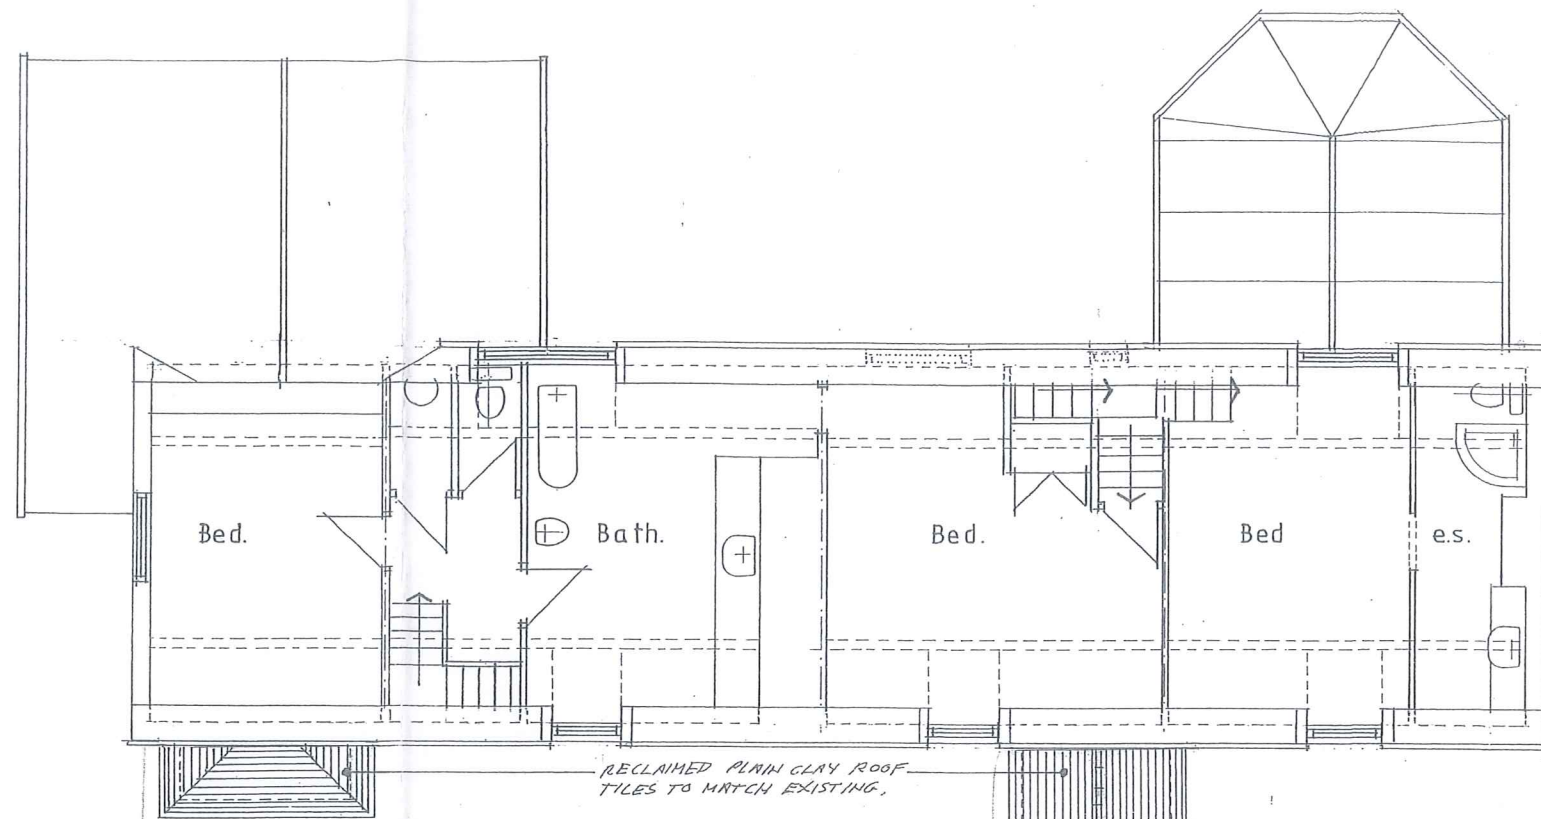 Bed.
Bath.
Bed.
Bed
e.s.
RECLAIMED PLAIN CLAY ROOF
TILES TO MATCH EXISTING,